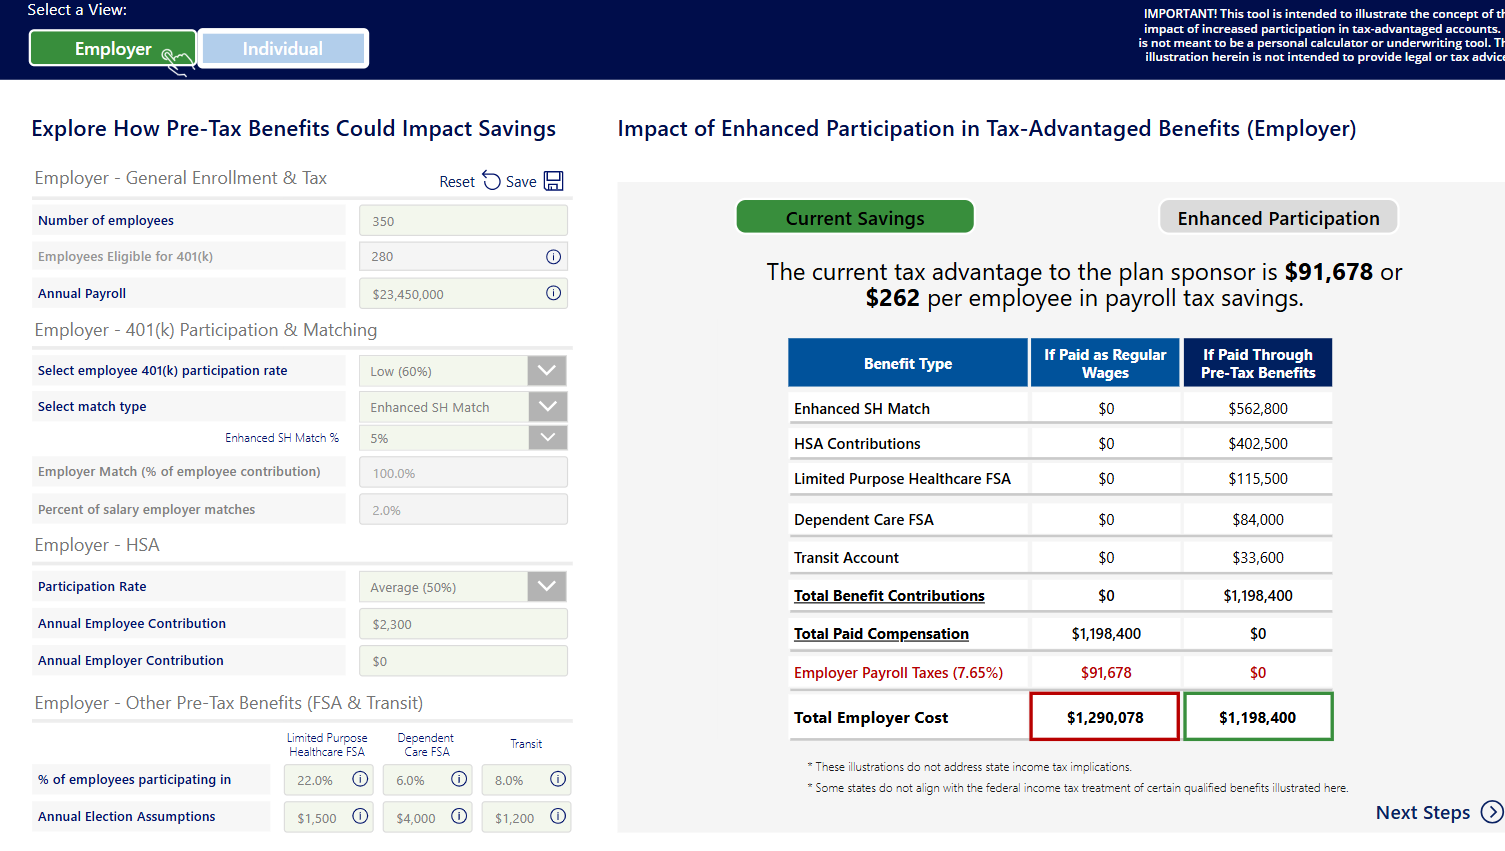 Select a View:
Employer
Individual
IMPORTANT! This tool is intended to illustrate the concept of
impact of increased participation in tax-advantaged accounts.
is not meant to be a personal calculator or underwriting tool.
illustration herein is not intended to provide legal or tax advice
Explore How Pre-Tax Benefits Could Impact Savings
Employer - General Enrollment & Tax
Reset Save
Number of employees 350
Employees Eligible for 401(k) 280
Annual Payroll $23,450,000
Employer - 401(k) Participation & Matching
Select employee 401(k) participation rate Low (60%)
Select match type Enhanced SH Match
Enhanced SH Match % 5%
Employer Match (% of employee contribution) 100.0%
Percent of salary employer matches 2.0%
Employer - HSA
Participation Rate Average (50%)
Annual Employee Contribution $2,300
Annual Employer Contribution $0
Employer - Other Pre-Tax Benefits (FSA & Transit)
Limited Purpose
Healthcare FSA
Dependent
Care FSA
Transit
% of employees participating in 22.0% 6.0% 8.0%
Annual Election Assumptions $1,500 $4,000 $1,200
Impact of Enhanced Participation in Tax-Advantaged Benefits (Employer)
Current Savings
Enhanced Participation
The current tax advantage to the plan sponsor is $91,678 or
$262 per employee in payroll tax savings.
Benefit Type
If Paid as Regular
Wages
If Paid Through
Pre-Tax Benefits
Enhanced SH Match $0 $562,800
HSA Contributions $0 $402,500
Limited Purpose Healthcare FSA $0 $115,500
Dependent Care FSA $0 $84,000
Transit Account $0 $33,600
Total Benefit Contributions $0 $1,198,400
Total Paid Compensation $1,198,400 $0
Employer Payroll Taxes (7.65%) $91,678 $0
Total Employer Cost $1,290,078 $1,198,400
* These illustrations do not address state income tax implications.
* Some states do not align with the federal income tax treatment of certain qualified benefits illustrated here.
Next Steps